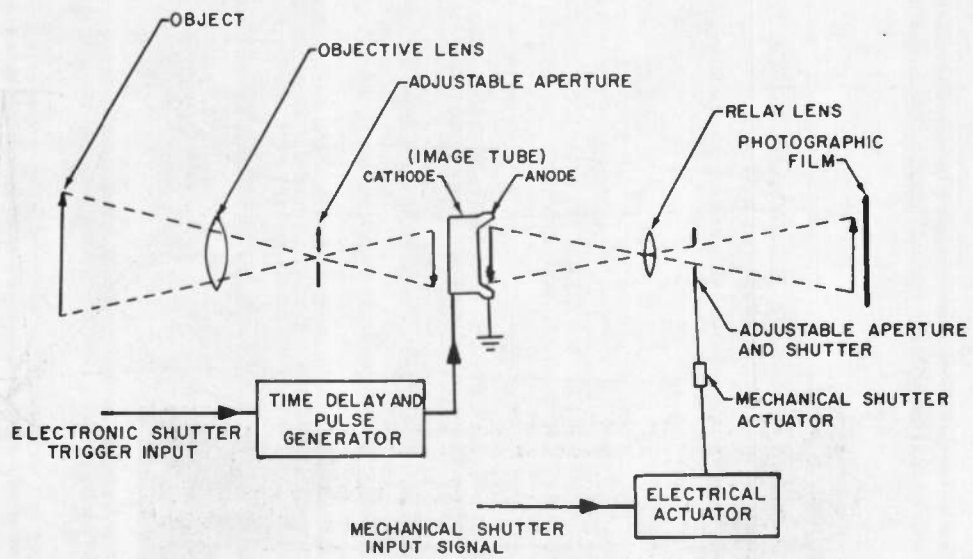 OBJECT
OBJECTIVE LENS
ADJUSTABLE APERTURE
RELAY LENS
PHOTOGRAPHIC
FILM
(IMAGE TUBE)
CATHODE
ANODE
ADJUSTABLE APERTURE
AND SHUTTER
MECHANICAL SHUTTER
ACTUATOR
TIME DELAY AND
PULSE
GENERATOR
ELECTRONIC SHUTTER
TRIGGER INPUT
ELECTRICAL
ACTUATOR
MECHANICAL SHUTTER
INPUT SIGNAL